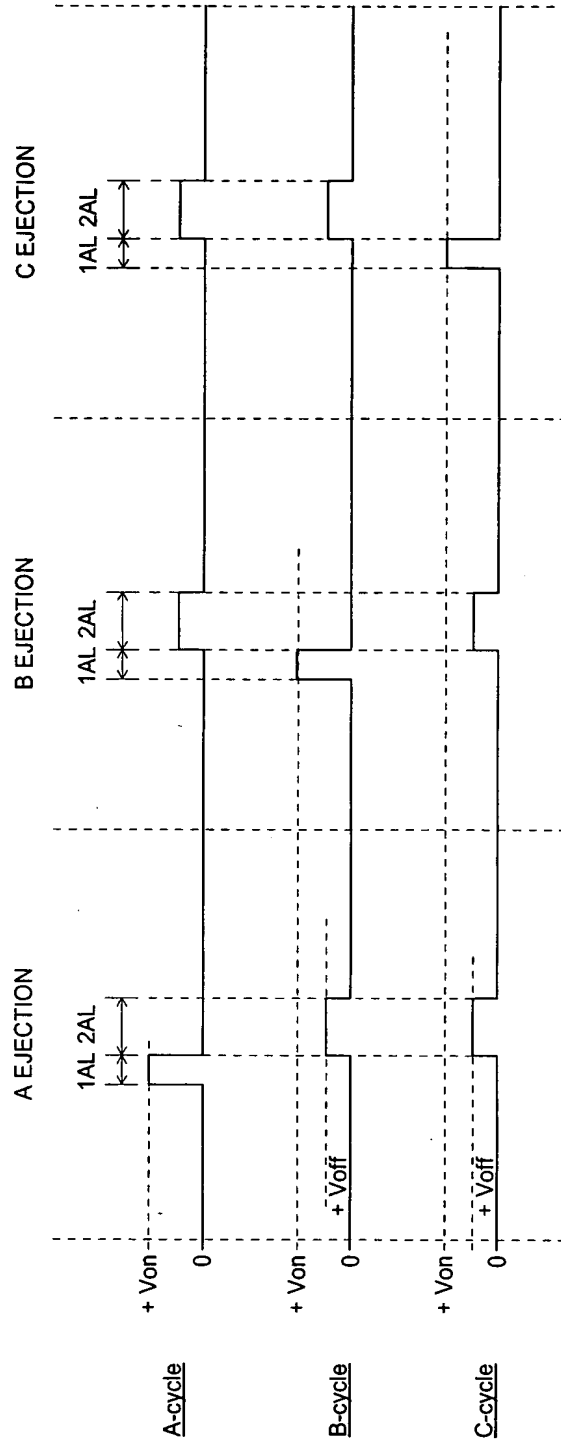 A EJECTION
B EJECTION
C EJECTION
1AL 2AL
1AL 2AL
1AL 2AL
A-cycle
+ Von
0
B-cycle
+ Von
+ Voff
0
C-cycle
+ Von
+ Voff
0